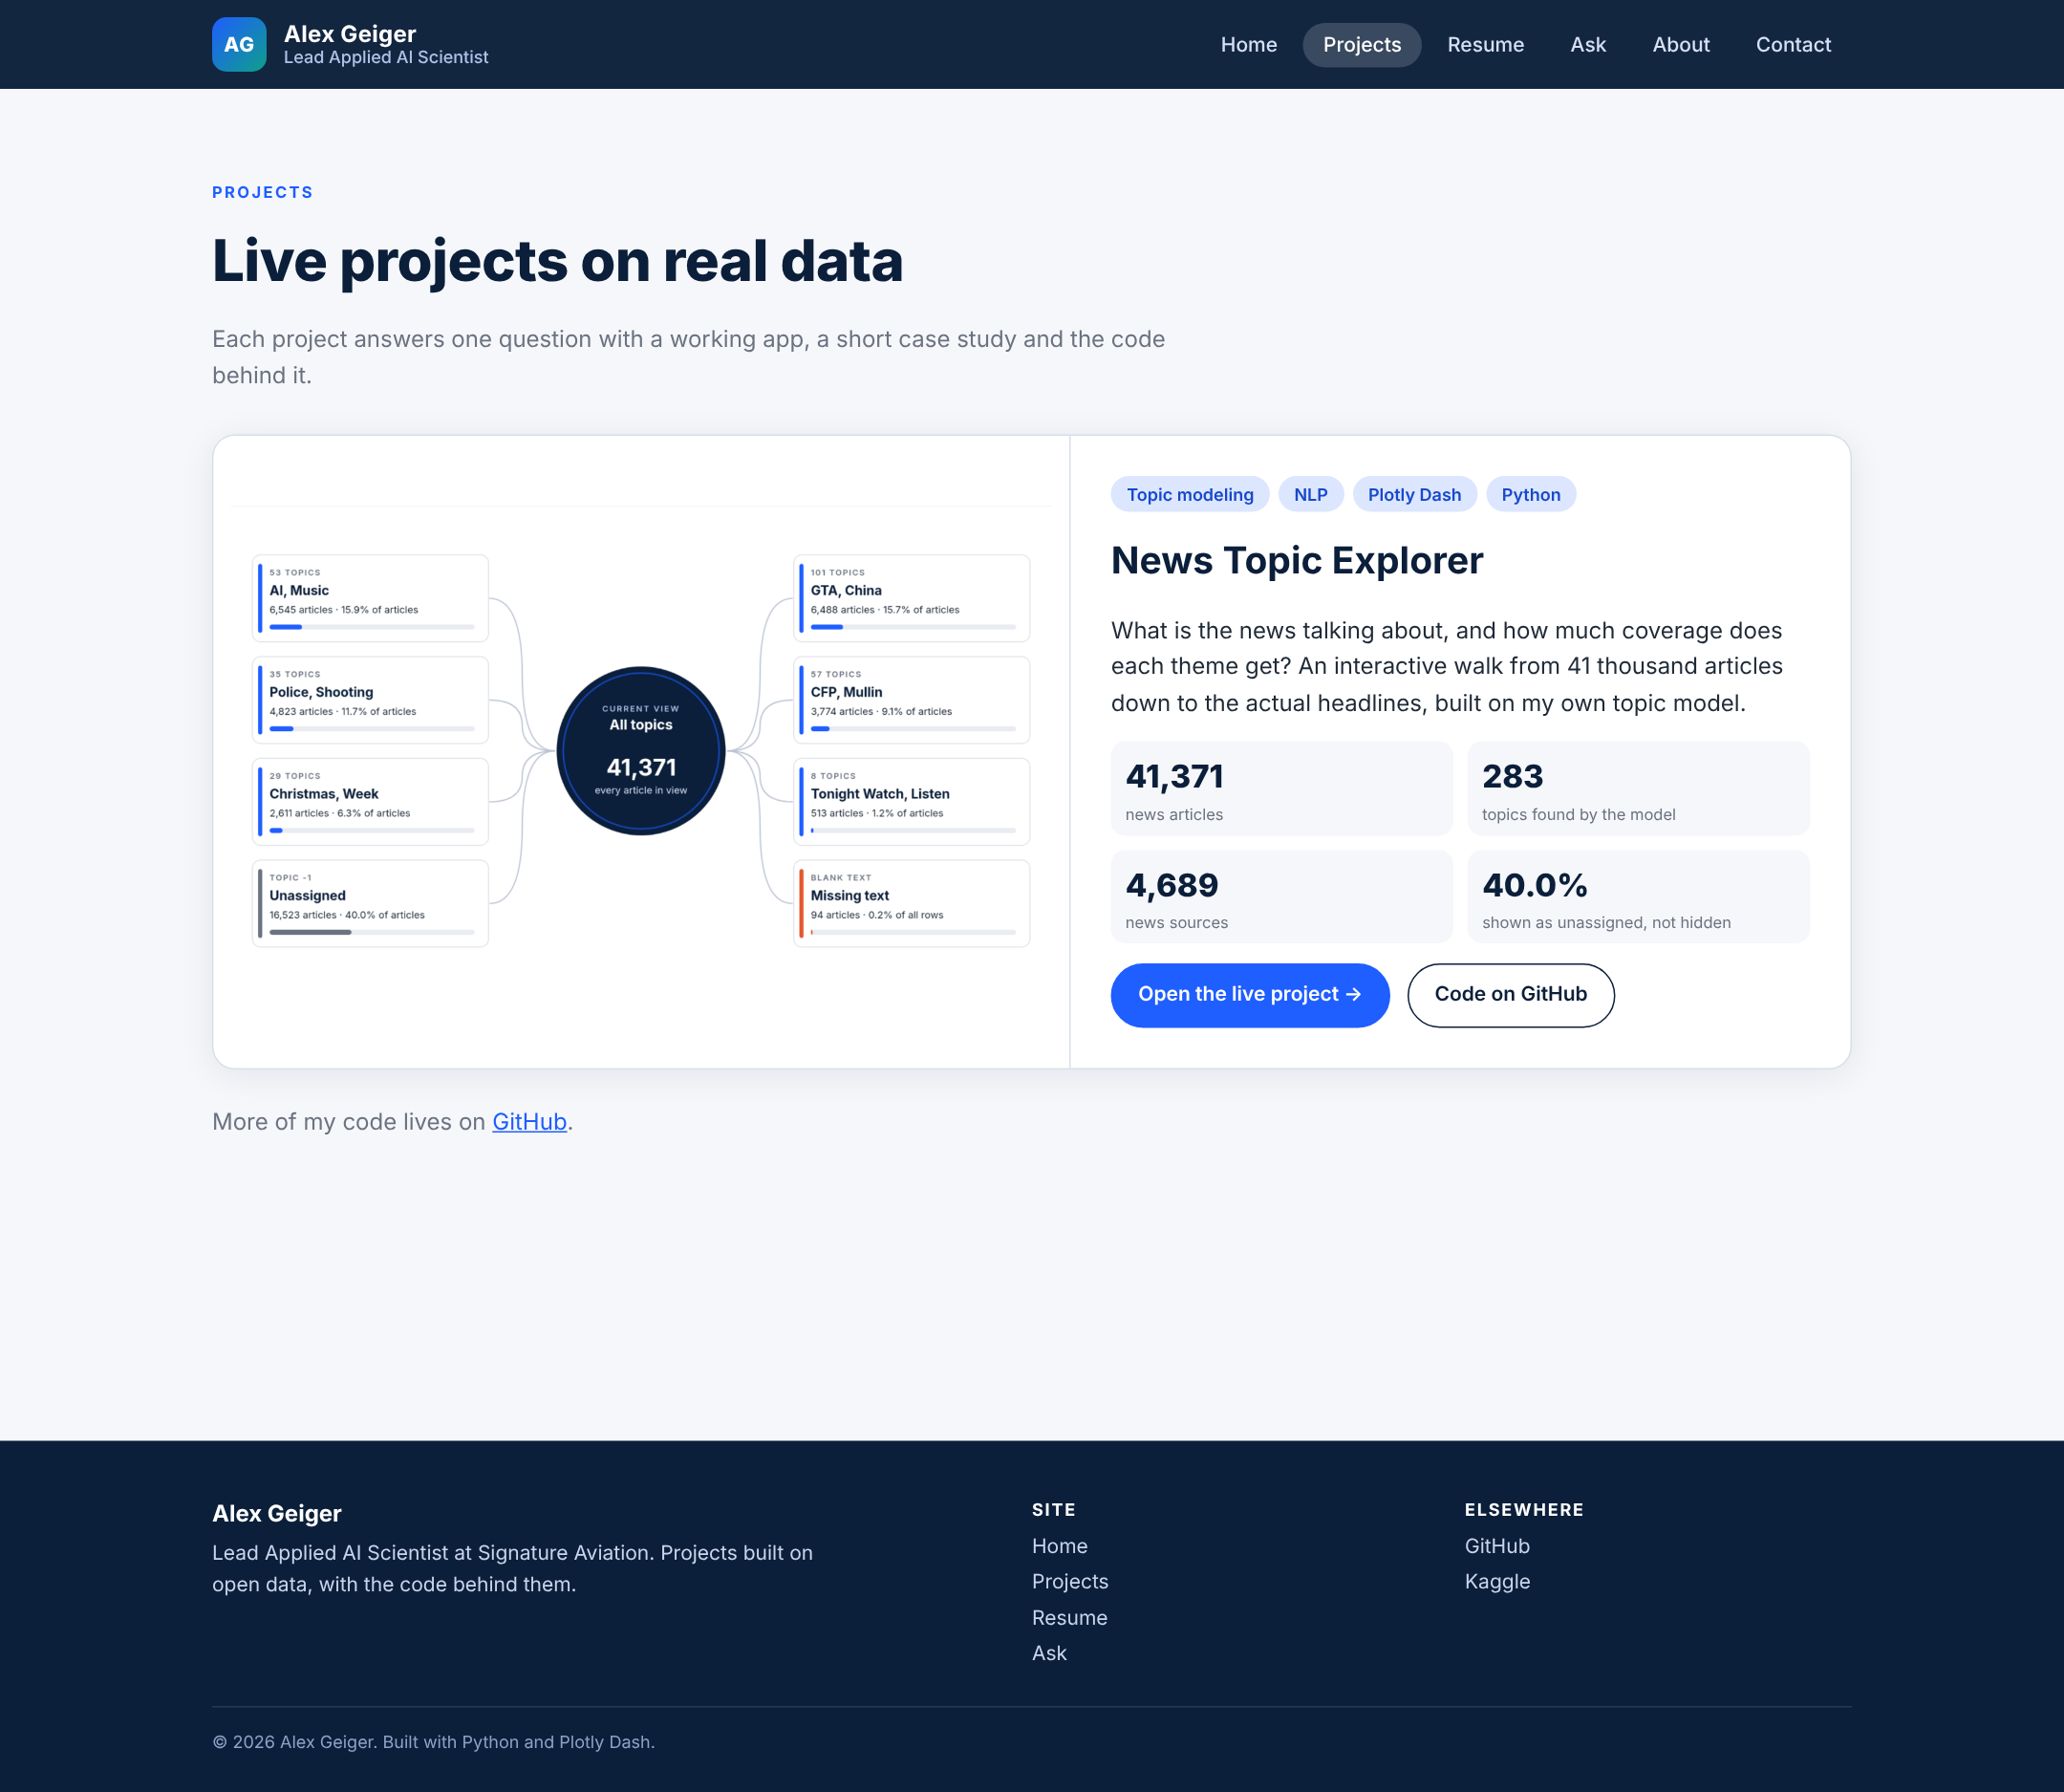 AG
Alex Geiger
Lead Applied AI Scientist
Home
Projects
Resume
Ask
About
Contact
PROJECTS
Live projects on real data
Each project answers one question with a working app, a short case study and the code
behind it.
53 TOPICS
AI, Music
6,545 articles · 15.9% of articles
35 TOPICS
Police, Shooting
4,823 articles · 11.7% of articles
29 TOPICS
Christmas, Week
2,611 articles · 6.3% of articles
TOPIC -1
Unassigned
16,523 articles · 40.0% of articles
CURRENT VIEW
All topics
41,371
every article in view
101 TOPICS
GTA, China
6,488 articles · 15.7% of articles
57 TOPICS
CFP, Mullin
3,774 articles · 9.1% of articles
8 TOPICS
Tonight Watch, Listen
513 articles · 1.2% of articles
BLANK TEXT
Missing text
94 articles · 0.2% of all rows
Topic modeling
NLP
Plotly Dash
Python
News Topic Explorer
What is the news talking about, and how much coverage does
each theme get? An interactive walk from 41 thousand articles
down to the actual headlines, built on my own topic model.
41,371
news articles
283
topics found by the model
4,689
news sources
40.0%
shown as unassigned, not hidden
Open the live project →
Code on GitHub
More of my code lives on GitHub.
Alex Geiger
Lead Applied AI Scientist at Signature Aviation. Projects built on
open data, with the code behind them.
SITE
Home
Projects
Resume
Ask
ELSEWHERE
GitHub
Kaggle
© 2026 Alex Geiger. Built with Python and Plotly Dash.